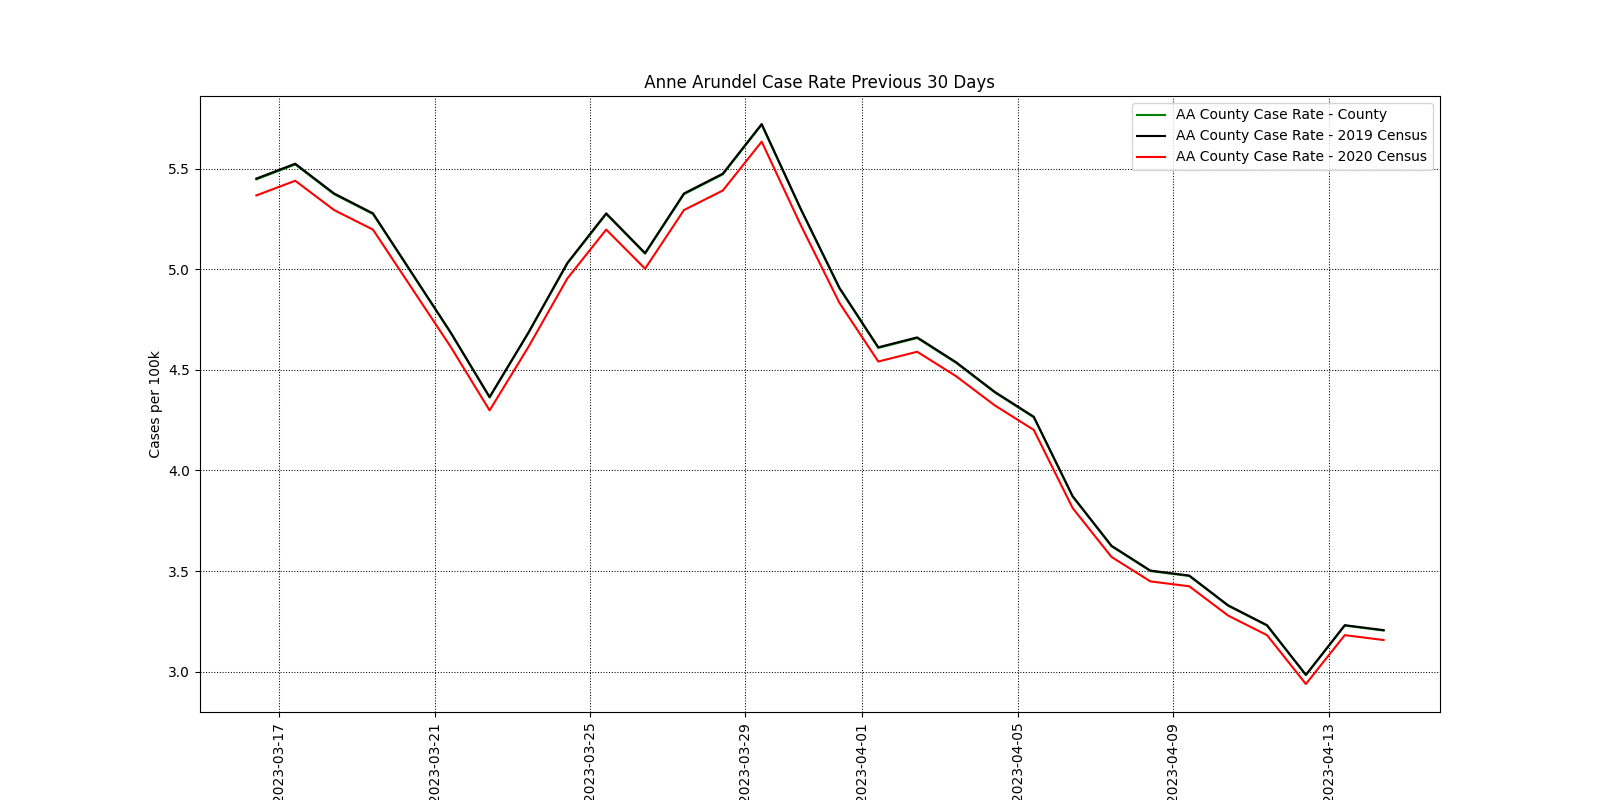 Anne Arundel Case Rate Previous 30 Days
AA County Case Rate - County
AA County Case Rate - 2019 Census
AA County Case Rate - 2020 Census
Cases per 100k
5.5
5.0
4.5
4.0
3.5
3.0
2023-03-17
2023-03-21
2023-03-25
2023-03-29
2023-04-01
2023-04-05
2023-04-09
2023-04-13